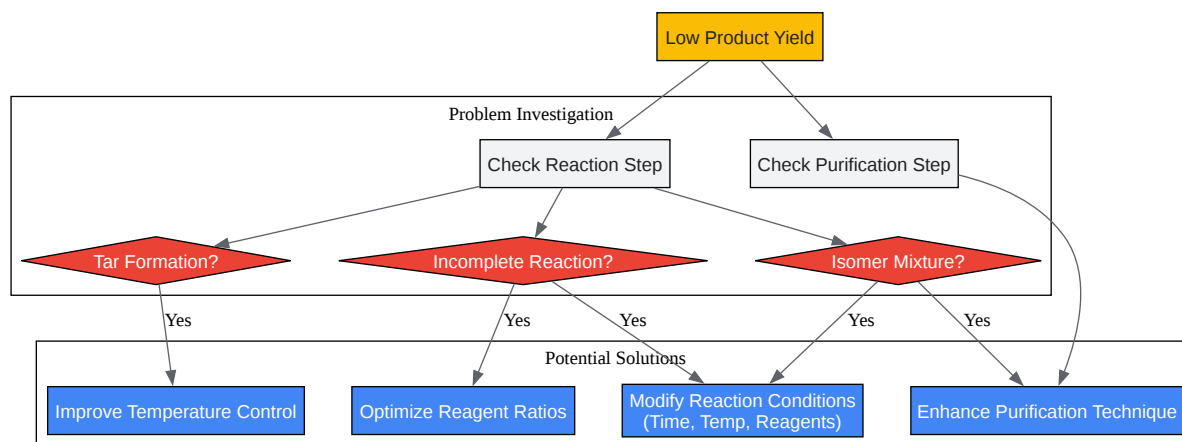 Low Product Yield
Problem Investigation
Check Reaction Step
Check Purification Step
Tar Formation?
Incomplete Reaction?
Isomer Mixture?
Yes
Yes
Yes
Yes
Yes
Potential Solutions
Improve Temperature Control
Optimize Reagent Ratios
Modify Reaction Conditions
(Time, Temp, Reagents)
Enhance Purification Technique